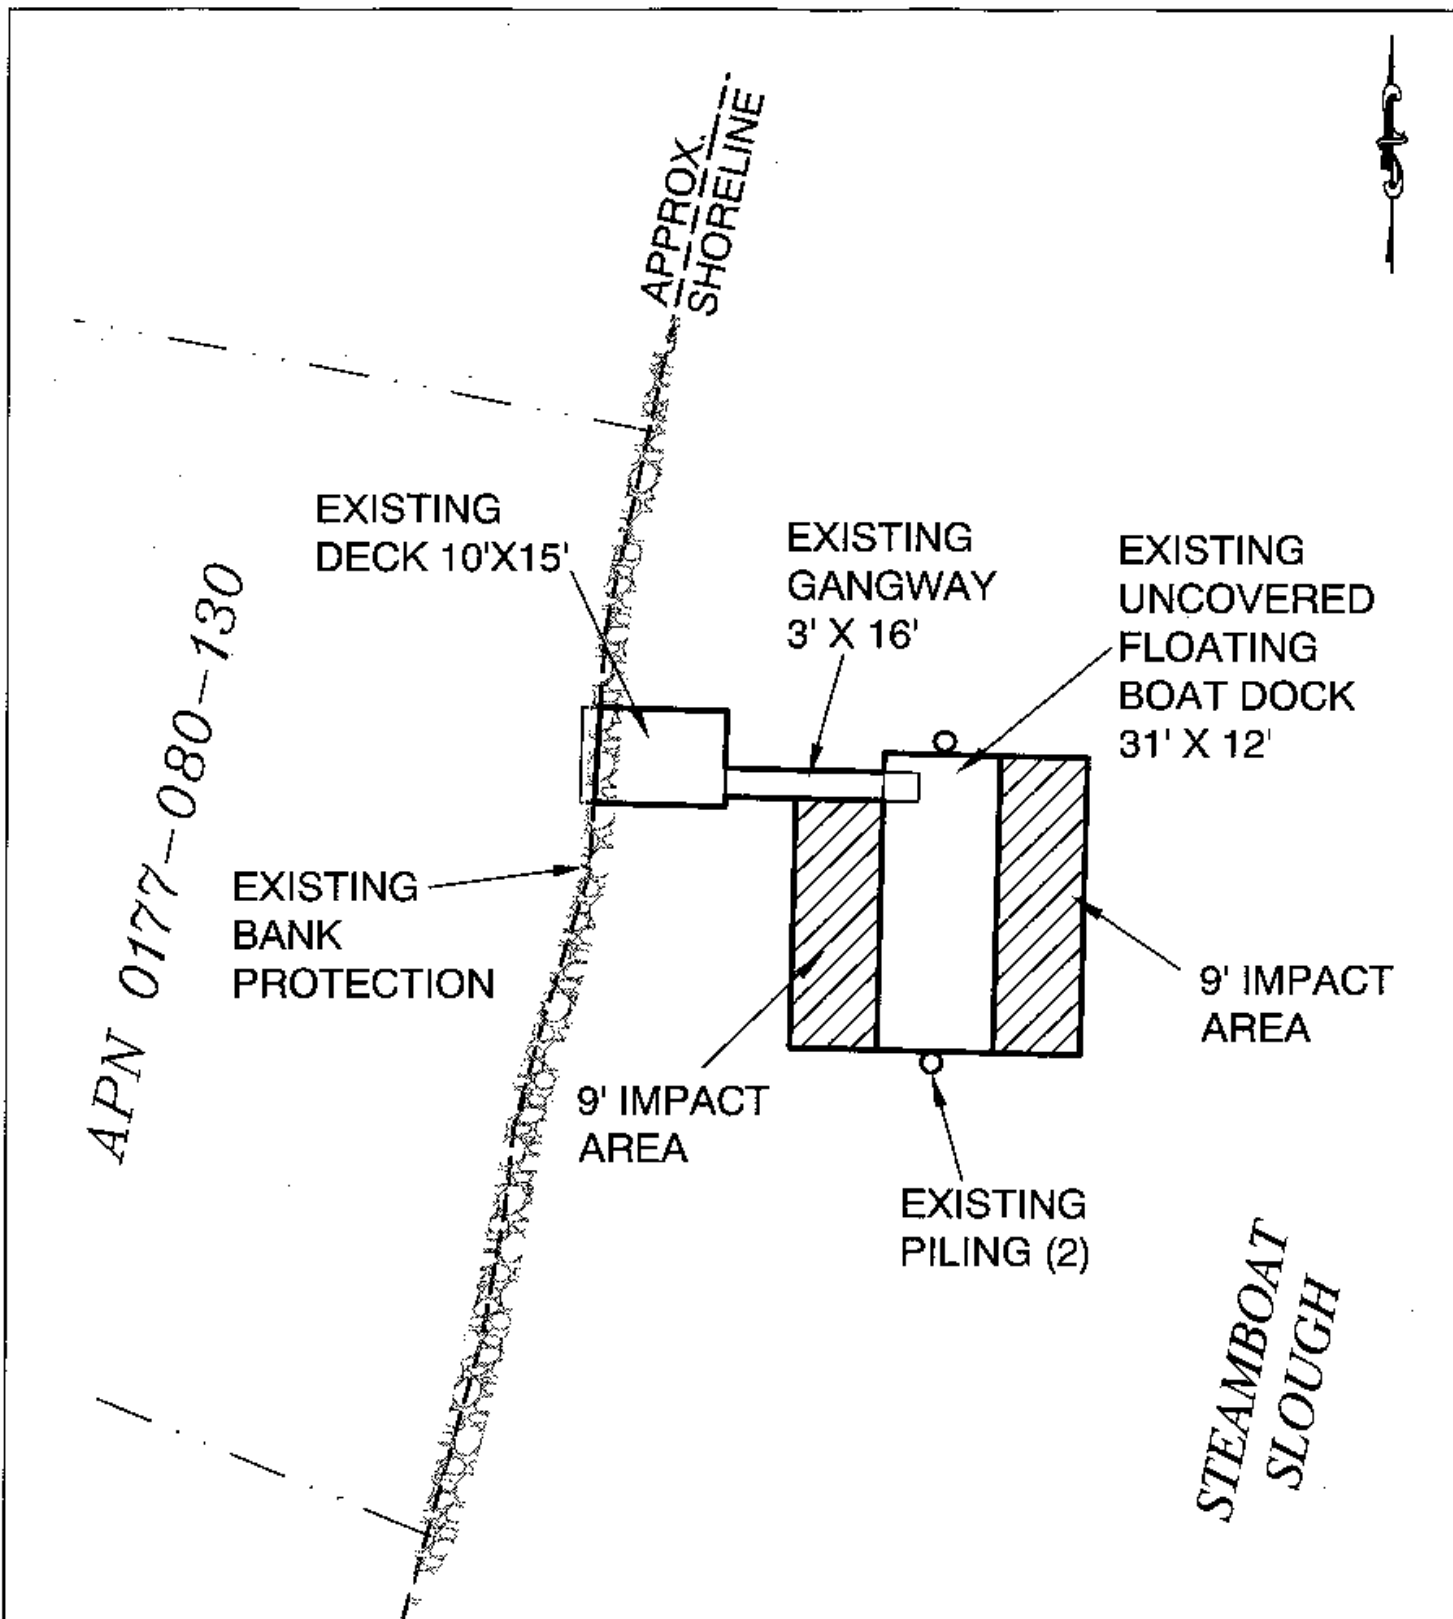 APPROX.
SHORELINE
EXISTING
DECK 10'X15'
EXISTING
GANGWAY
3' X 16'
EXISTING
UNCOVERED
FLOATING
BOAT DOCK
31' X 12'
APN 0177-080-130
EXISTING
BANK
PROTECTION
9' IMPACT
AREA
9' IMPACT
AREA
EXISTING
PILING (2)
STEAMBOAT
SLOUGH